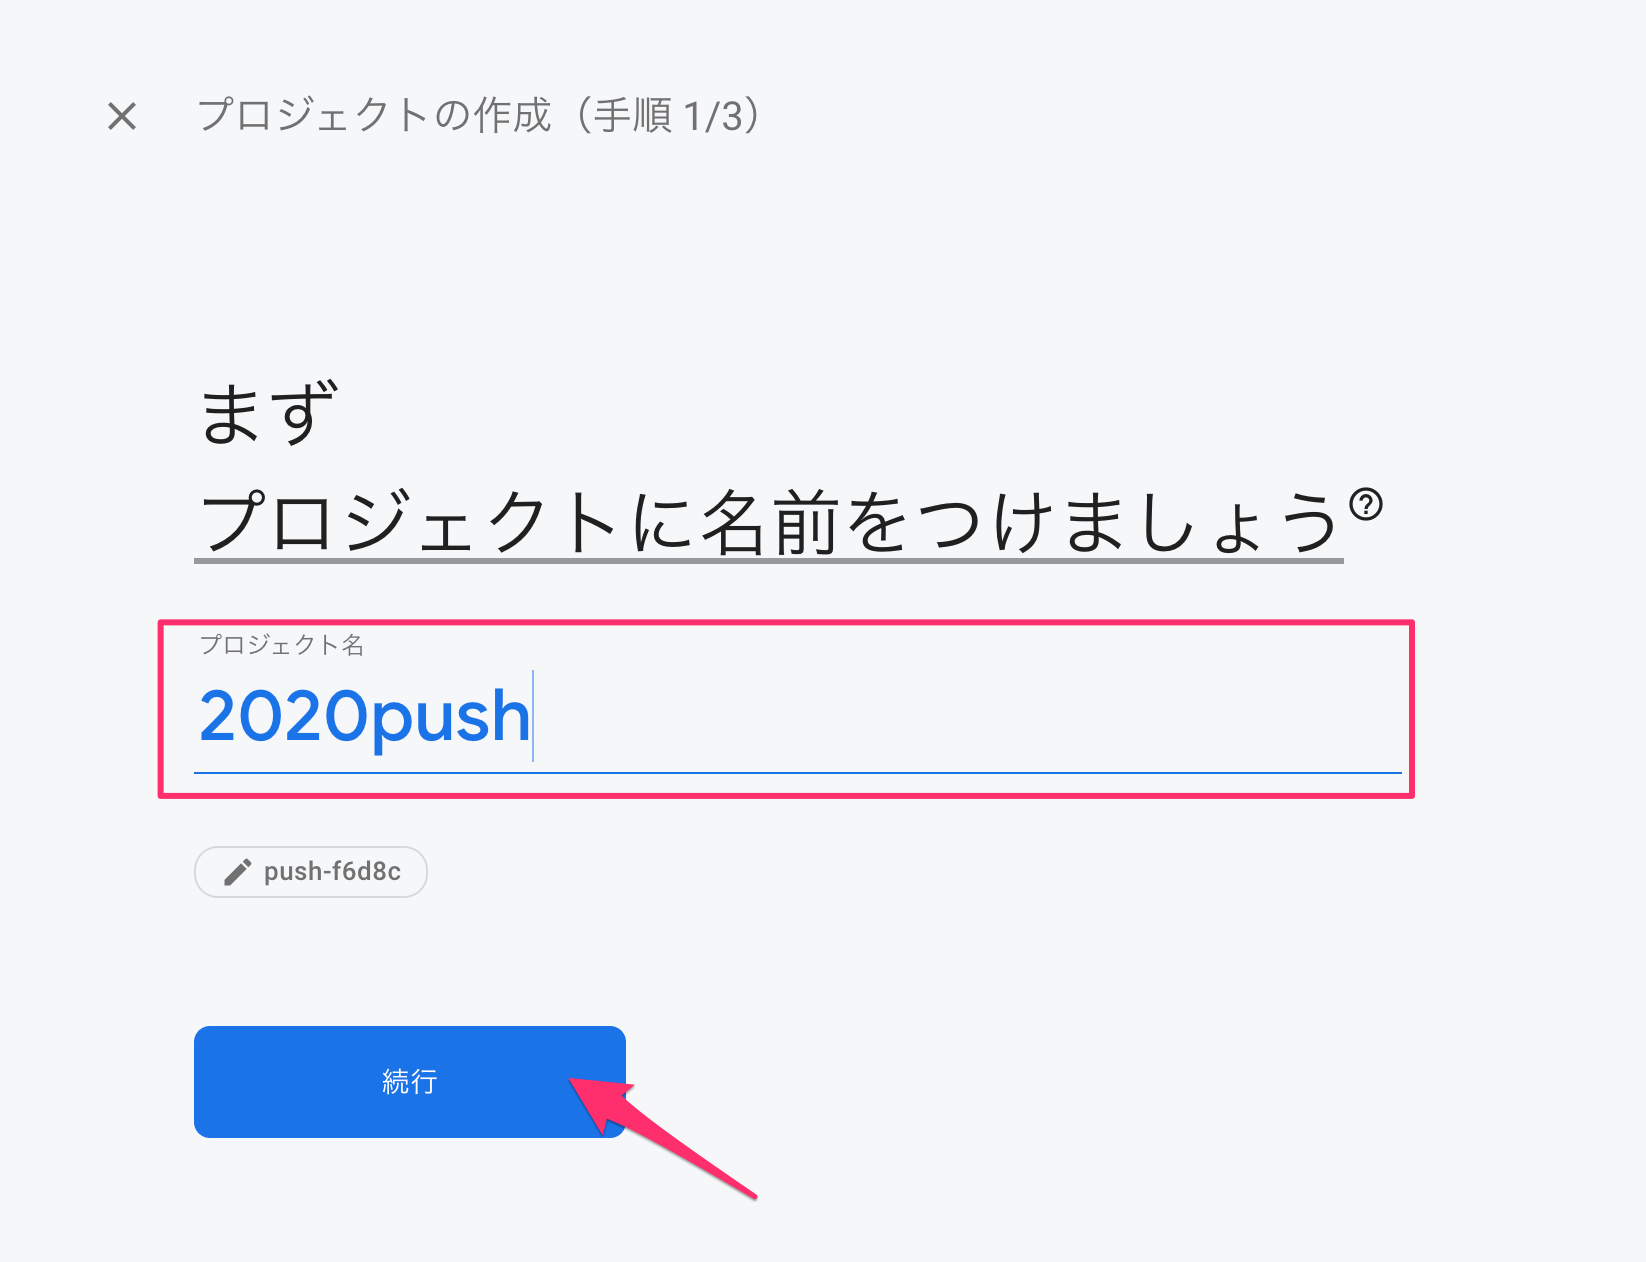 プロジェクトの作成（手順 1/3）
まず
プロジェクトに名前をつけましょう
プロジェクト名
2020push
push-f6d8c
続行